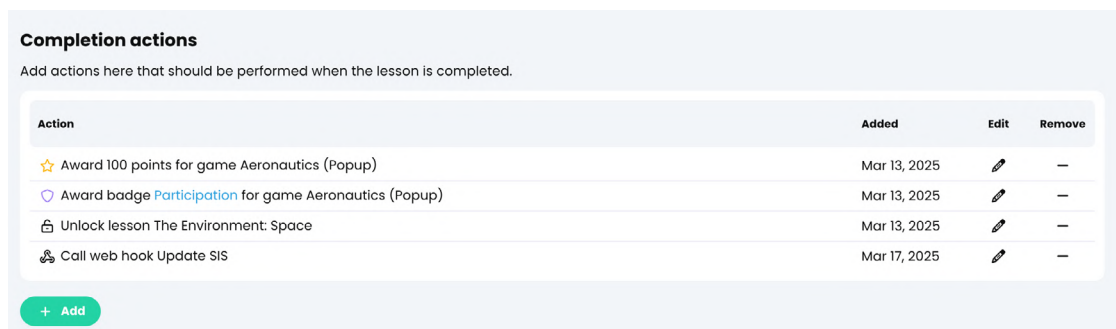 Completion actions
Add actions here that should be performed when the lesson is completed.
Action Added Edit Remove
Award 100 points for game Aeronautics (Popup) Mar 13, 2025
Award badge Participation for game Aeronautics (Popup) Mar 13, 2025
Unlock lesson The Environment: Space Mar 13, 2025
Call web hook Update SIS Mar 17, 2025
+ Add